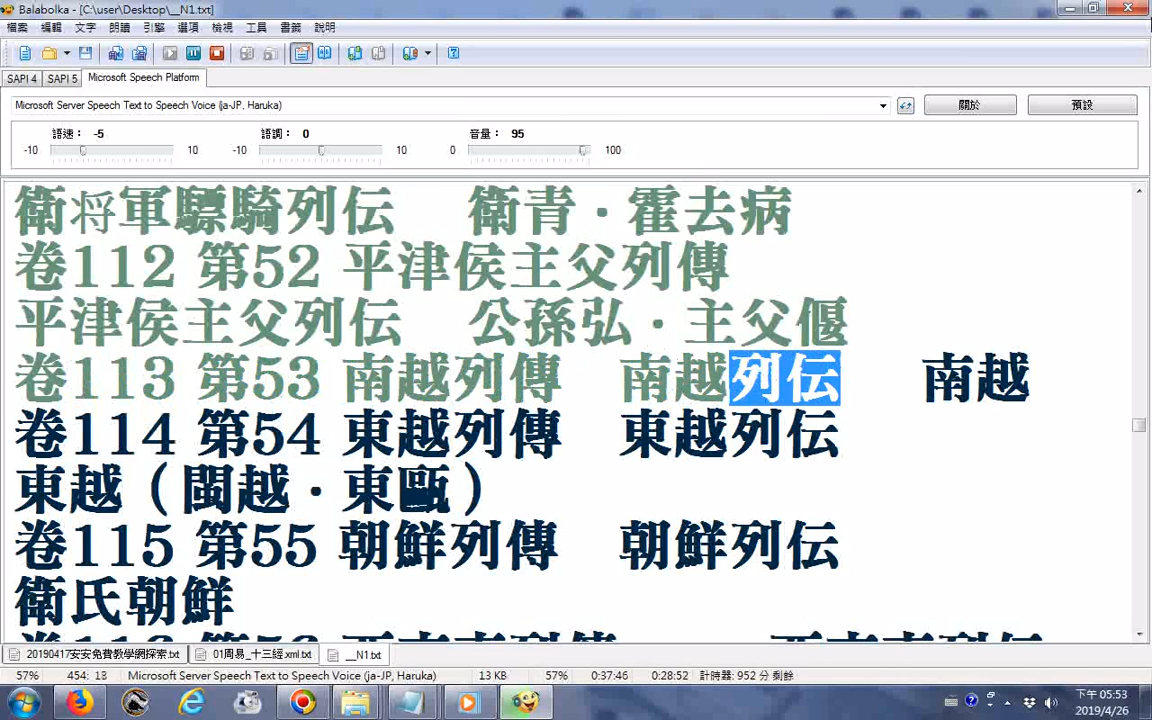 Balabolka - [C:\user\Desktop\__N1.txt]
檔案 編輯 文字 朗讀 引擎 選項 檢視 工具 書籤 說明
SAPI 4 SAPI 5 Microsoft Speech Platform
Microsoft Server Speech Text to Speech Voice (ja-JP, Haruka) 關於 預設
語速： -5 語調： 0 音量： 95
-10 10 -10 10 0 100
衛将軍驃騎列伝　衛青・霍去病
卷112 第52 平津侯主父列傳
平津侯主父列伝　公孫弘・主父偃
卷113 第53 南越列傳　南越列伝　南越
卷114 第54 東越列傳　東越列伝
東越（閩越・東甌）
卷115 第55 朝鮮列傳　朝鮮列伝
衛氏朝鮮
20190417安安免費教學網探索.txt 01周易_十三經.xml.txt __N1.txt
57% 454: 13 Microsoft Server Speech Text to Speech Voice (ja-JP, Haruka) 13 KB 57% 0:37:46 0:28:52 計時器: 952 分 剩餘
下午 05:53
2019/4/26